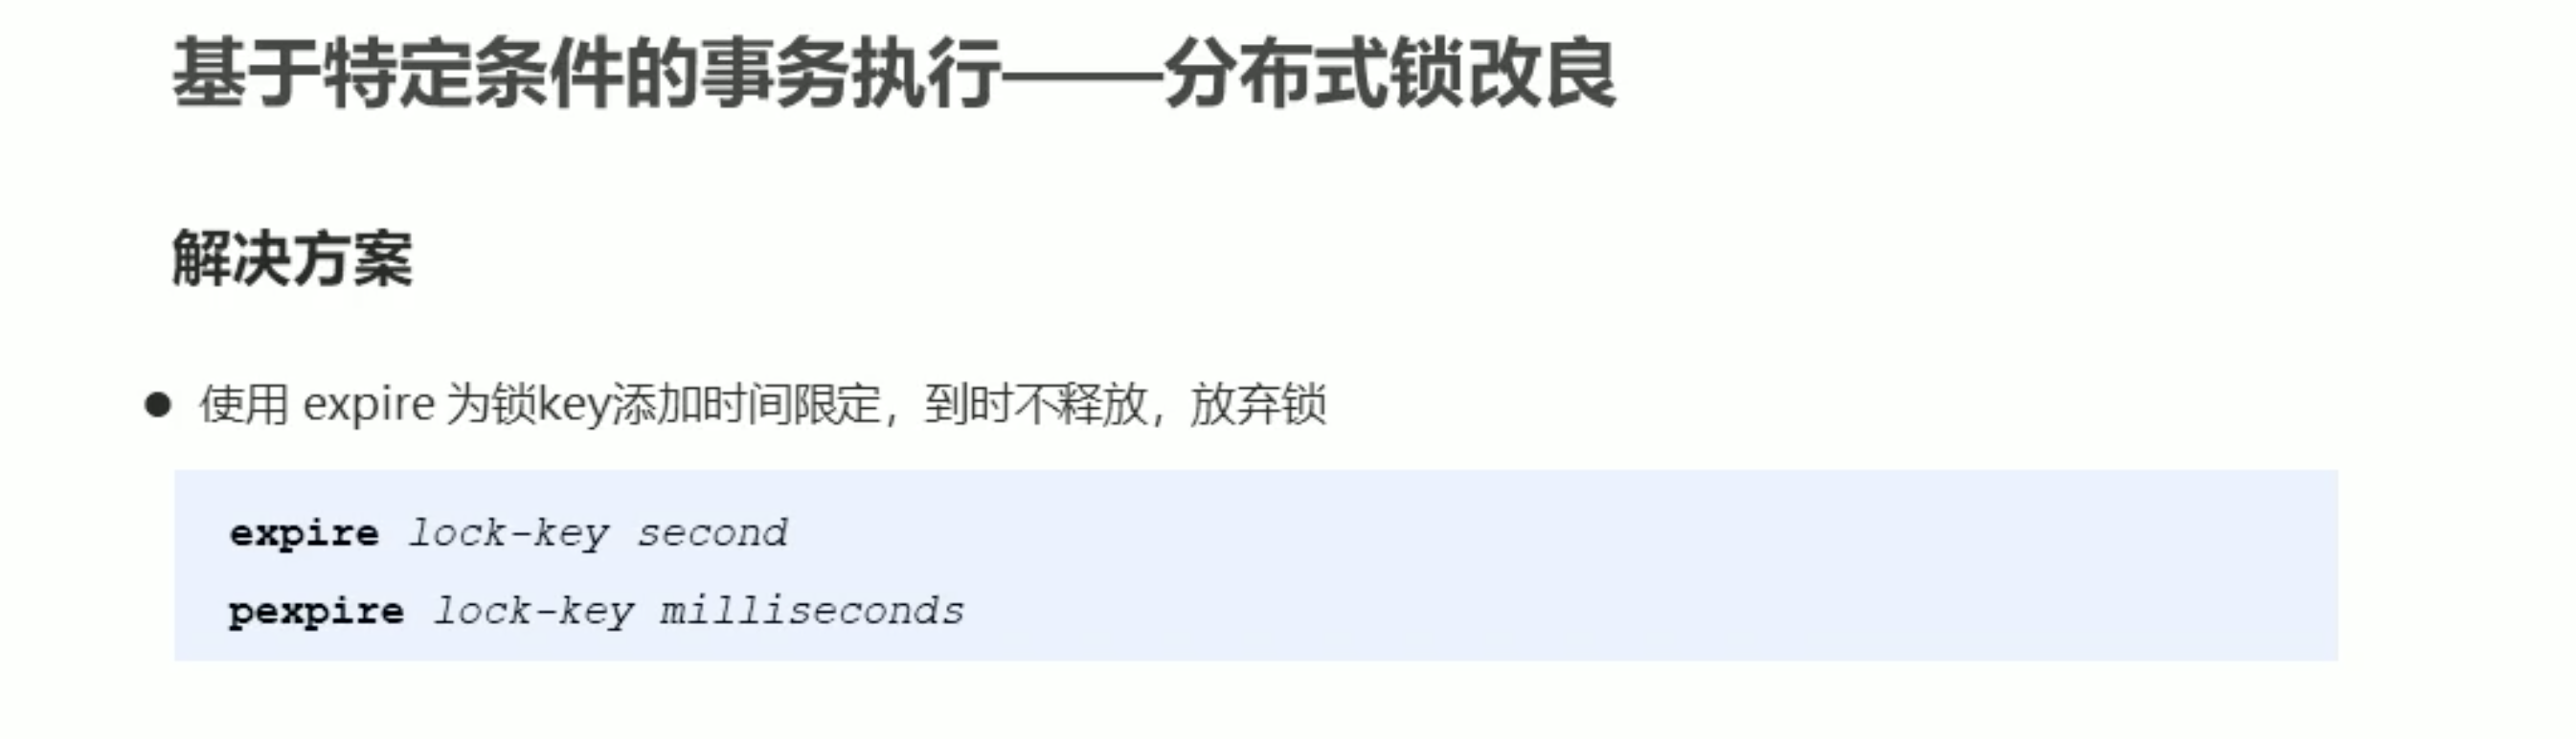 基于特定条件的事务执行——分布式锁改良
解决方案
● 使用 expire 为锁key添加时间限定，到时不释放，放弃锁
expire lock-key second
pexpire lock-key milliseconds